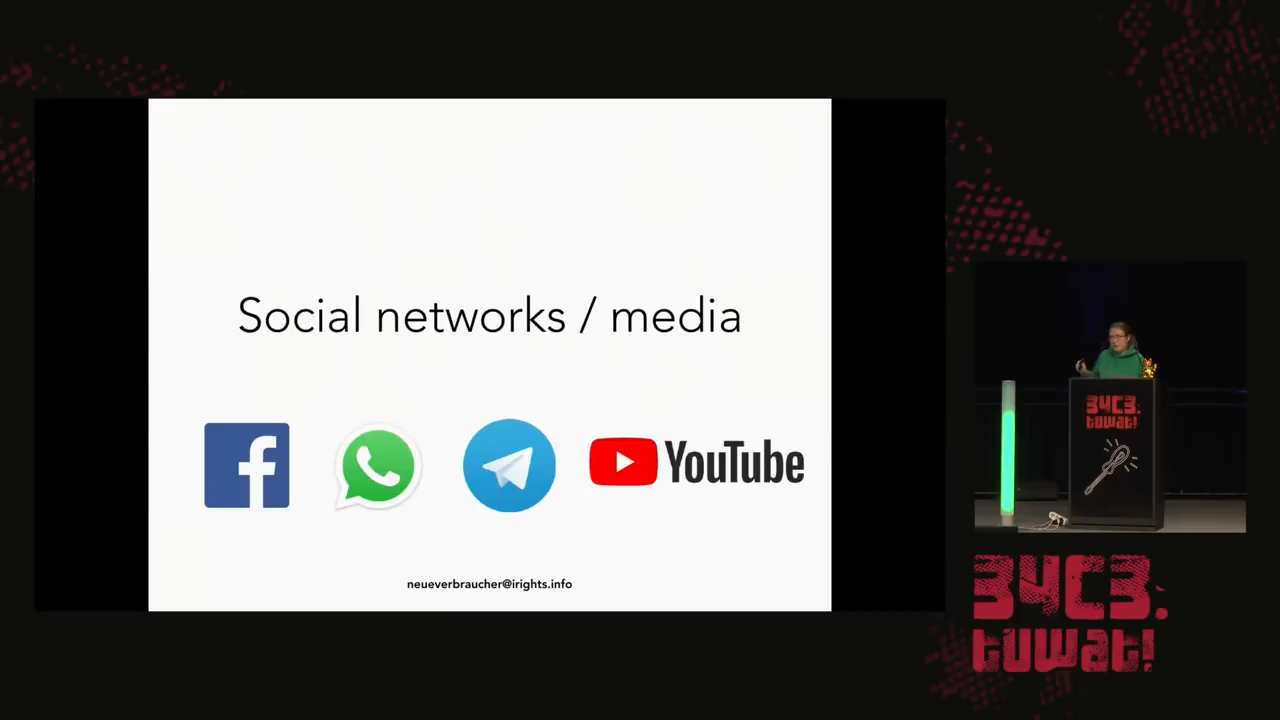 Social networks / media
YouTube
neueverbraucher@irights.info
34C3.
tuwat!
34C3.
tuwat!